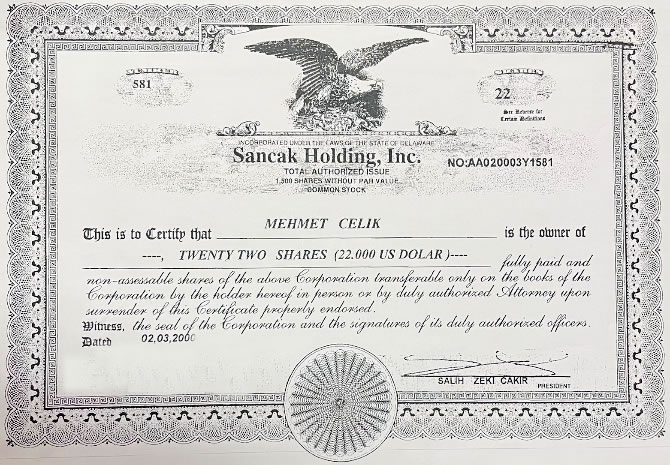 581
22
See Reverse for
Certain Definitions
INCORPORATED UNDER THE LAWS OF THE STATE OF DELAWARE
Sancak Holding, Inc.
NO:AA020003Y1581
TOTAL AUTHORIZED ISSUE
1,500 SHARES WITHOUT PAR VALUE
COMMON STOCK
This is to Certify that MEHMET CELIK is the owner of
----, TWENTY TWO SHARES (22.000 US DOLAR)----
fully paid and
non-assessable shares of the above Corporation transferable only on the books of the
Corporation by the holder hereof in person or by duly authorized Attorney upon
surrender of this Certificate properly endorsed.
Witness, the seal of the Corporation and the signatures of its duly authorized officers.
Dated 02,03,2000
SALIH ZEKI CAKIR PRESIDENT